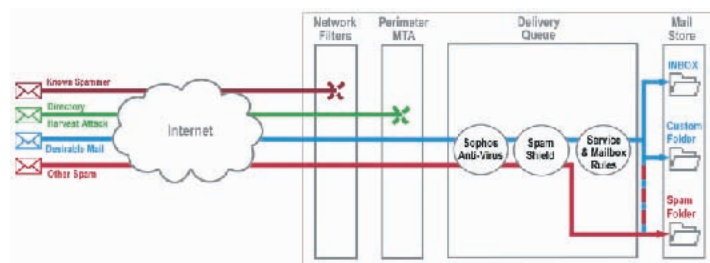 Network
Filters
Perimeter
MTA
Delivery
Queue
Mail
Store
Known Spammer
Directory
Harvest Attack
Desirable Mail
Other Spam
Internet
Sophos
Anti-Virus
Spam
Shield
Service
& Mailbox
Rules
INBOX
Custom
Folder
Spam
Folder